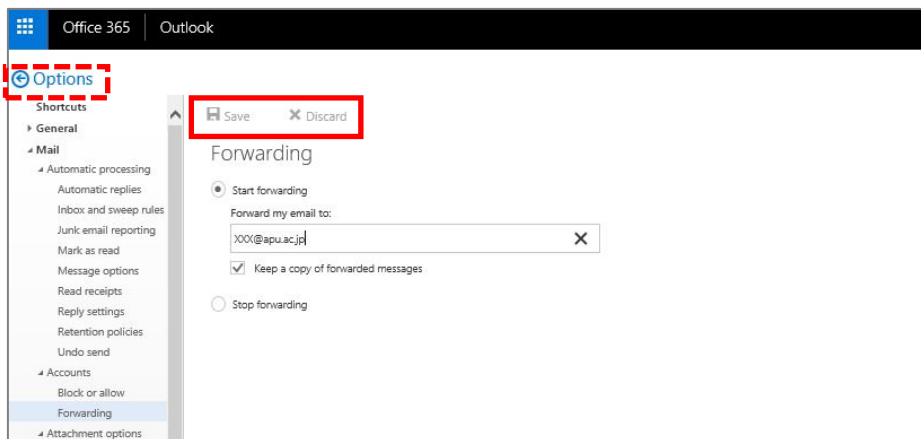 Office 365 Outlook
Options
Shortcuts
General
Mail
Automatic processing
Automatic replies
Inbox and sweep rules
Junk email reporting
Mark as read
Message options
Read receipts
Reply settings
Retention policies
Undo send
Accounts
Block or allow
Forwarding
Attachment options
Save Discard
Forwarding
Start forwarding
Forward my email to:
XXX@apu.ac.jp
Keep a copy of forwarded messages
Stop forwarding